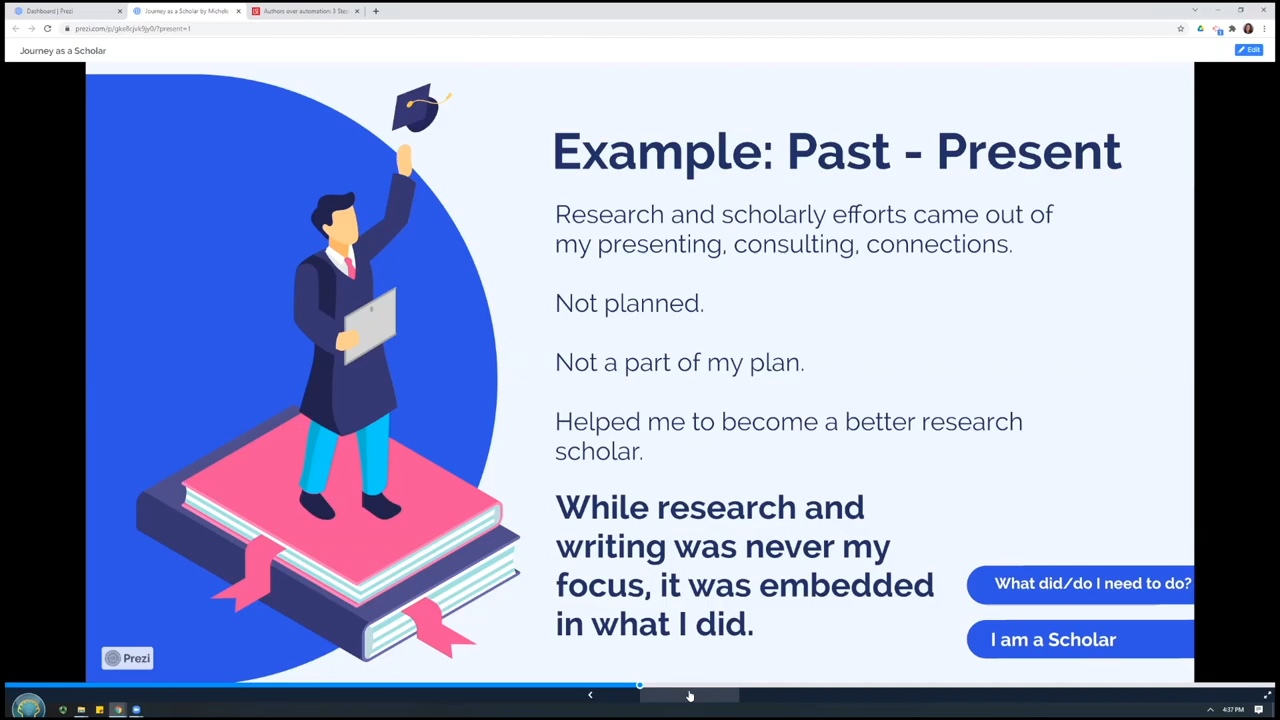 Dashboard | Prezi
Journey as a Scholar by Michele
Authors over automation: 3 Ste
prezi.com/p/gke8cjvk9jy0/?present=1
Journey as a Scholar
Edit
Example: Past - Present
Research and scholarly efforts came out of
my presenting, consulting, connections.
Not planned.
Not a part of my plan.
Helped me to become a better research
scholar.
While research and
writing was never my
focus, it was embedded
in what I did.
What did/do I need to do?
I am a Scholar
Prezi
4:37 PM